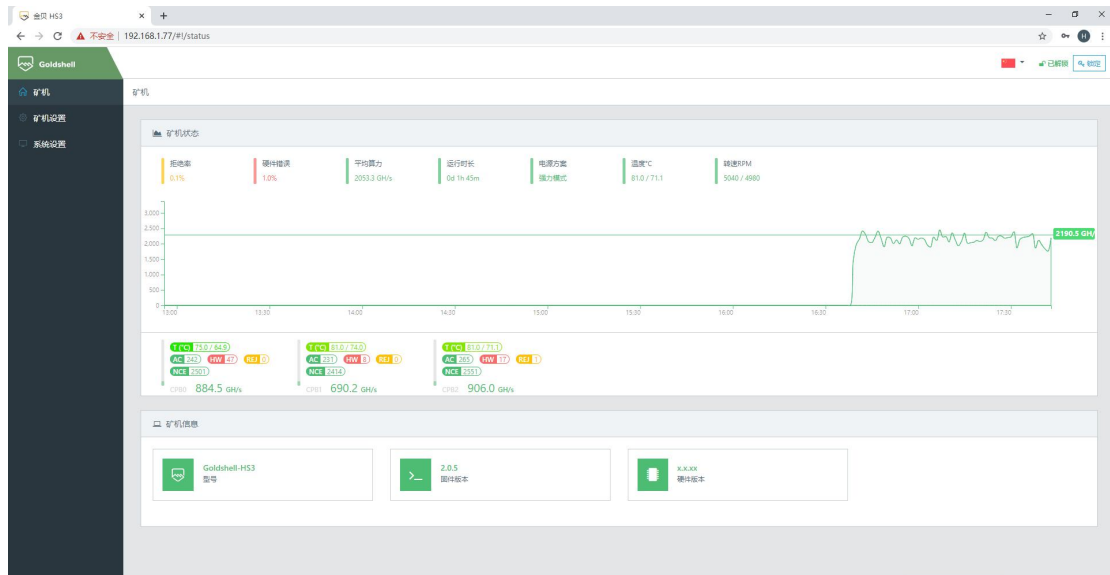 金贝 HS3
不安全 | 192.168.1.77/#!/status
H
Goldshell
已解锁 锁定
矿机
矿机设置
系统设置
矿机
矿机状态
拒绝率 硬件错误 平均算力 运行时长 电源方案 温度℃ 转速RPM
0.1% 1.0% 2053.3 GH/s 0d 1h 45m 强力模式 81.0 / 71.1 5040 / 4980
3,000
2,500
2,000
1,500
1,000
500
0
2190.5 GH/
13:00 13:30 14:00 14:30 15:00 15:30 16:00 16:30 17:00 17:30
T (℃) 75.0 / 64.9
AC 242 HW 47 REJ 0
NCE 2501
CPB0 884.5 GH/s
T (℃) 81.0 / 74.0
AC 231 HW 8 REJ 0
NCE 2414
CPB1 690.2 GH/s
T (℃) 81.0 / 71.1
AC 265 HW 17 REJ 1
NCE 2551
CPB2 906.0 GH/s
矿机信息
Goldshell-HS3
型号
2.0.5
固件版本
x.x.xx
硬件版本